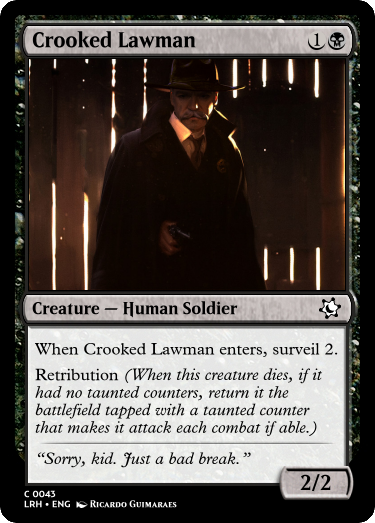 Crooked Lawman 1
Creature — Human Soldier
When Crooked Lawman enters, surveil 2.
Retribution (When this creature dies, if it
had no taunted counters, return it the
battlefield tapped with a taunted counter
that makes it attack each combat if able.)
“Sorry, kid. Just a bad break.”
2/2
C 0043
LRH • ENG Ricardo Guimaraes